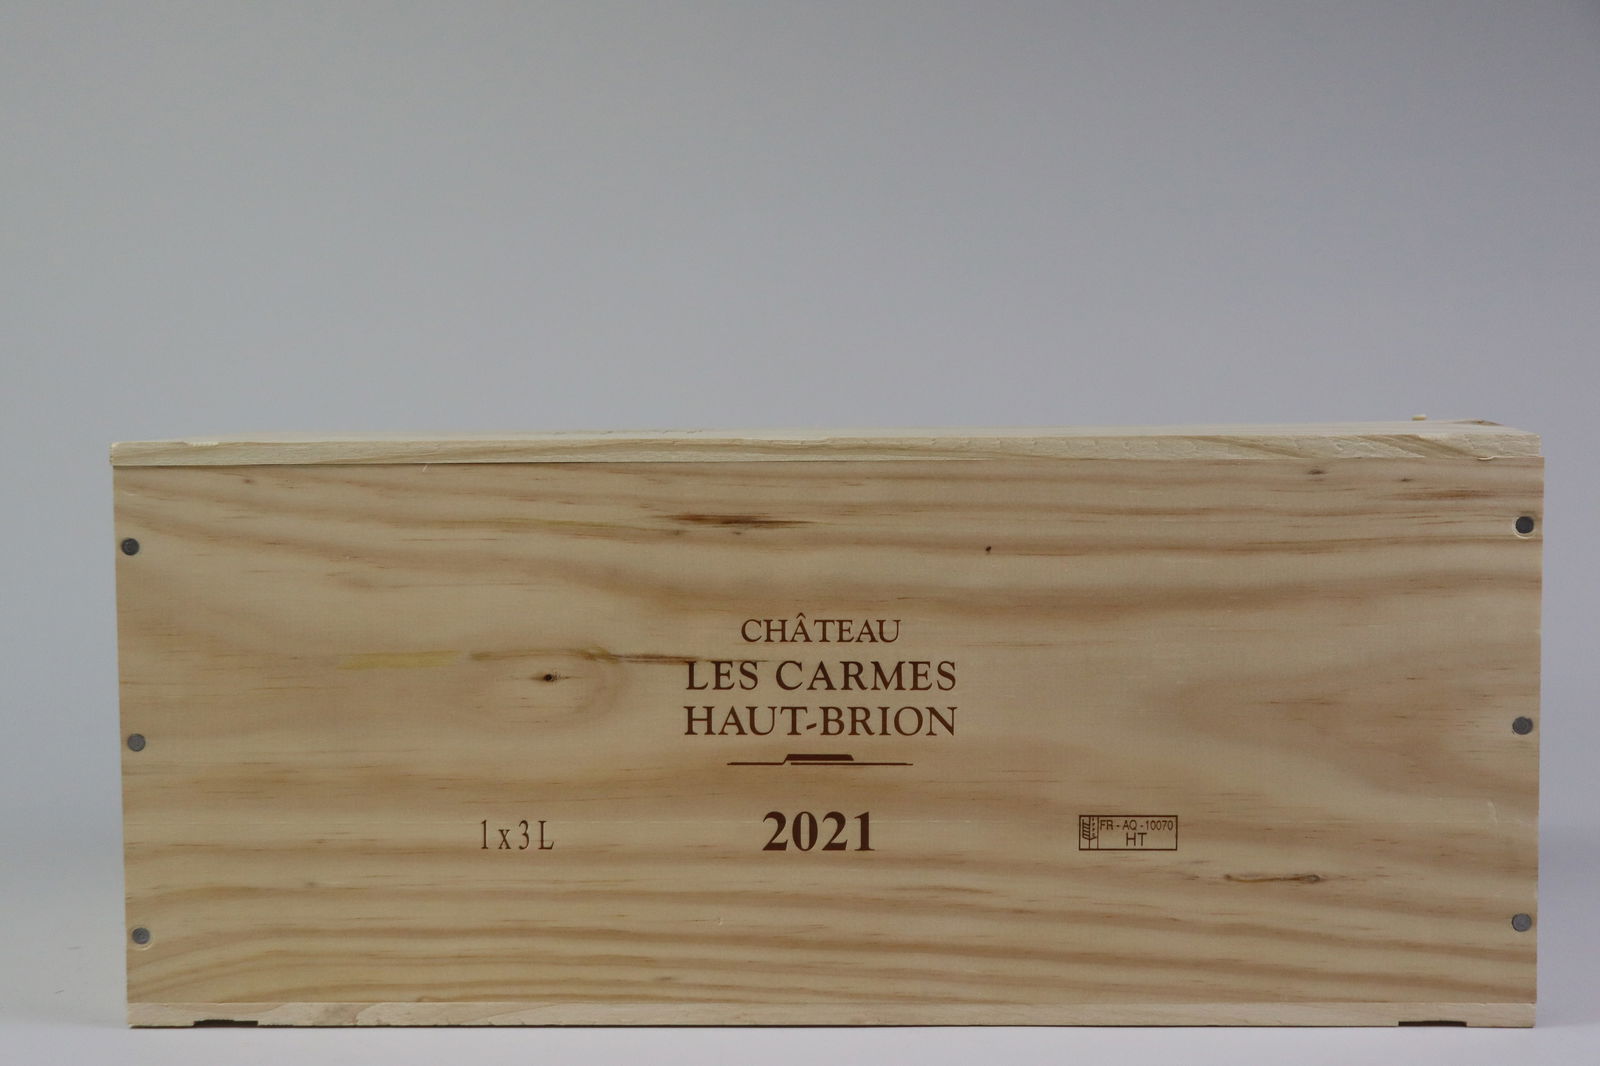 CHÂTEAU
LES CARMES
HAUT-BRION
1 x 3 L
2021
FR - AQ - 10070
HT